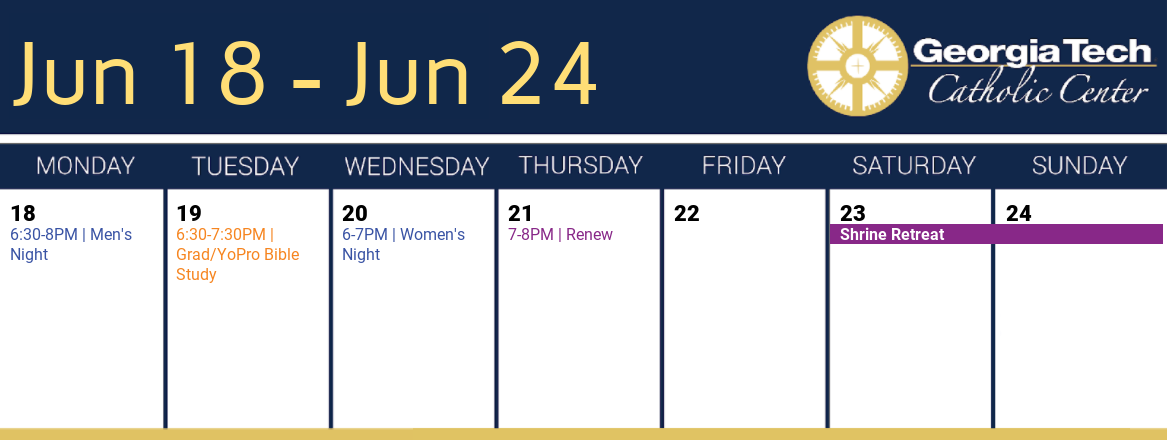 Jun 18 - Jun 24
Georgia Tech
Catholic Center
MONDAY TUESDAY WEDNESDAY THURSDAY FRIDAY SATURDAY SUNDAY
18
6:30-8PM | Men's
Night
19
6:30-7:30PM |
Grad/YoPro Bible
Study
20
6-7PM | Women's
Night
21
7-8PM | Renew
22
23
24
Shrine Retreat